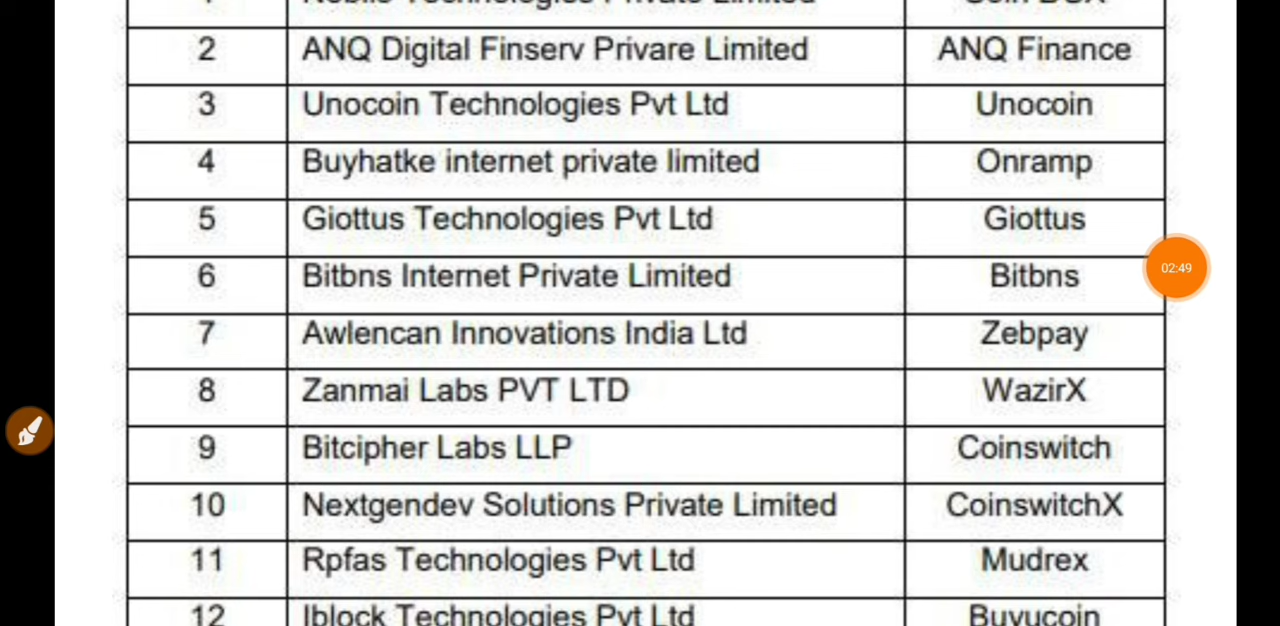 2 ANQ Digital Finserv Privare Limited ANQ Finance
3 Unocoin Technologies Pvt Ltd Unocoin
4 Buyhatke internet private limited Onramp
5 Giottus Technologies Pvt Ltd Giottus
6 Bitbns Internet Private Limited Bitbns
02:49
7 Awlencan Innovations India Ltd Zebpay
8 Zanmai Labs PVT LTD WazirX
9 Bitcipher Labs LLP Coinswitch
10 Nextgendev Solutions Private Limited CoinswitchX
11 Rpfas Technologies Pvt Ltd Mudrex
12 Iblock Technologies Pvt Ltd Buyucoin